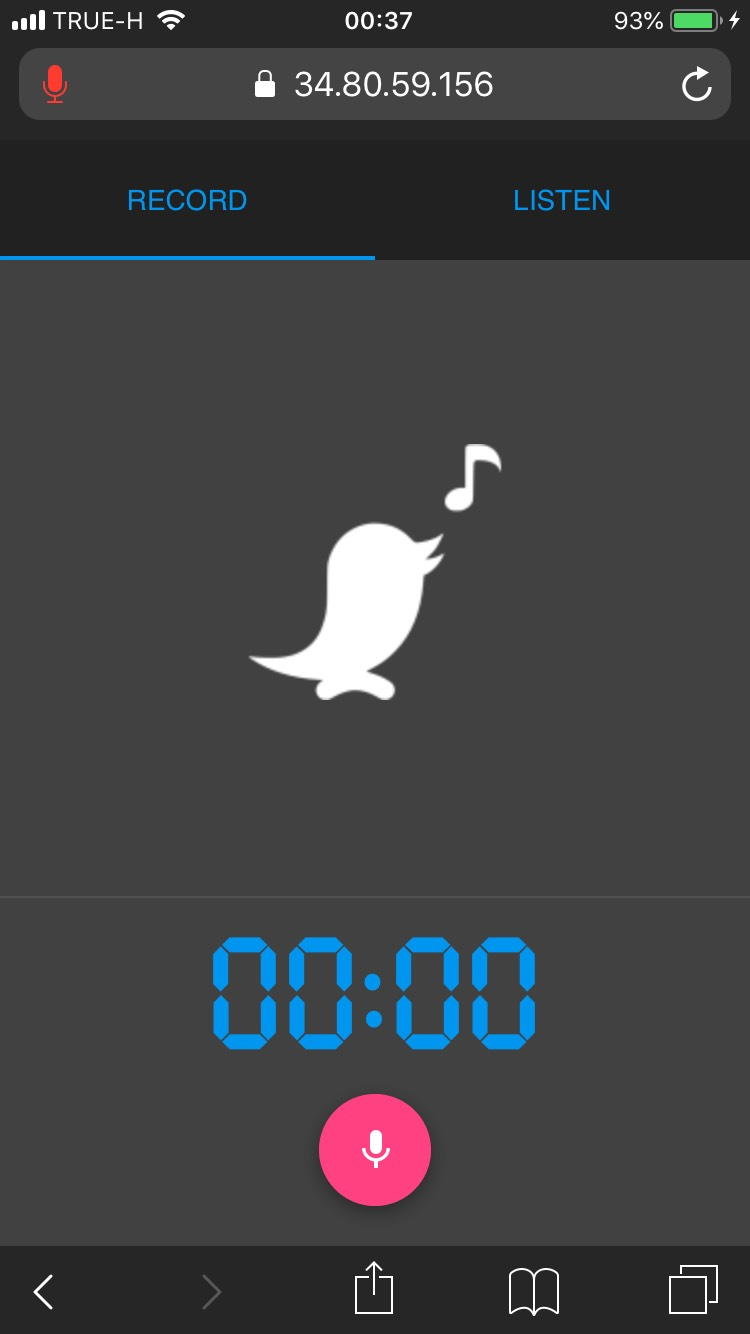 TRUE-H 00:37 93%
34.80.59.156
RECORD LISTEN
00:00